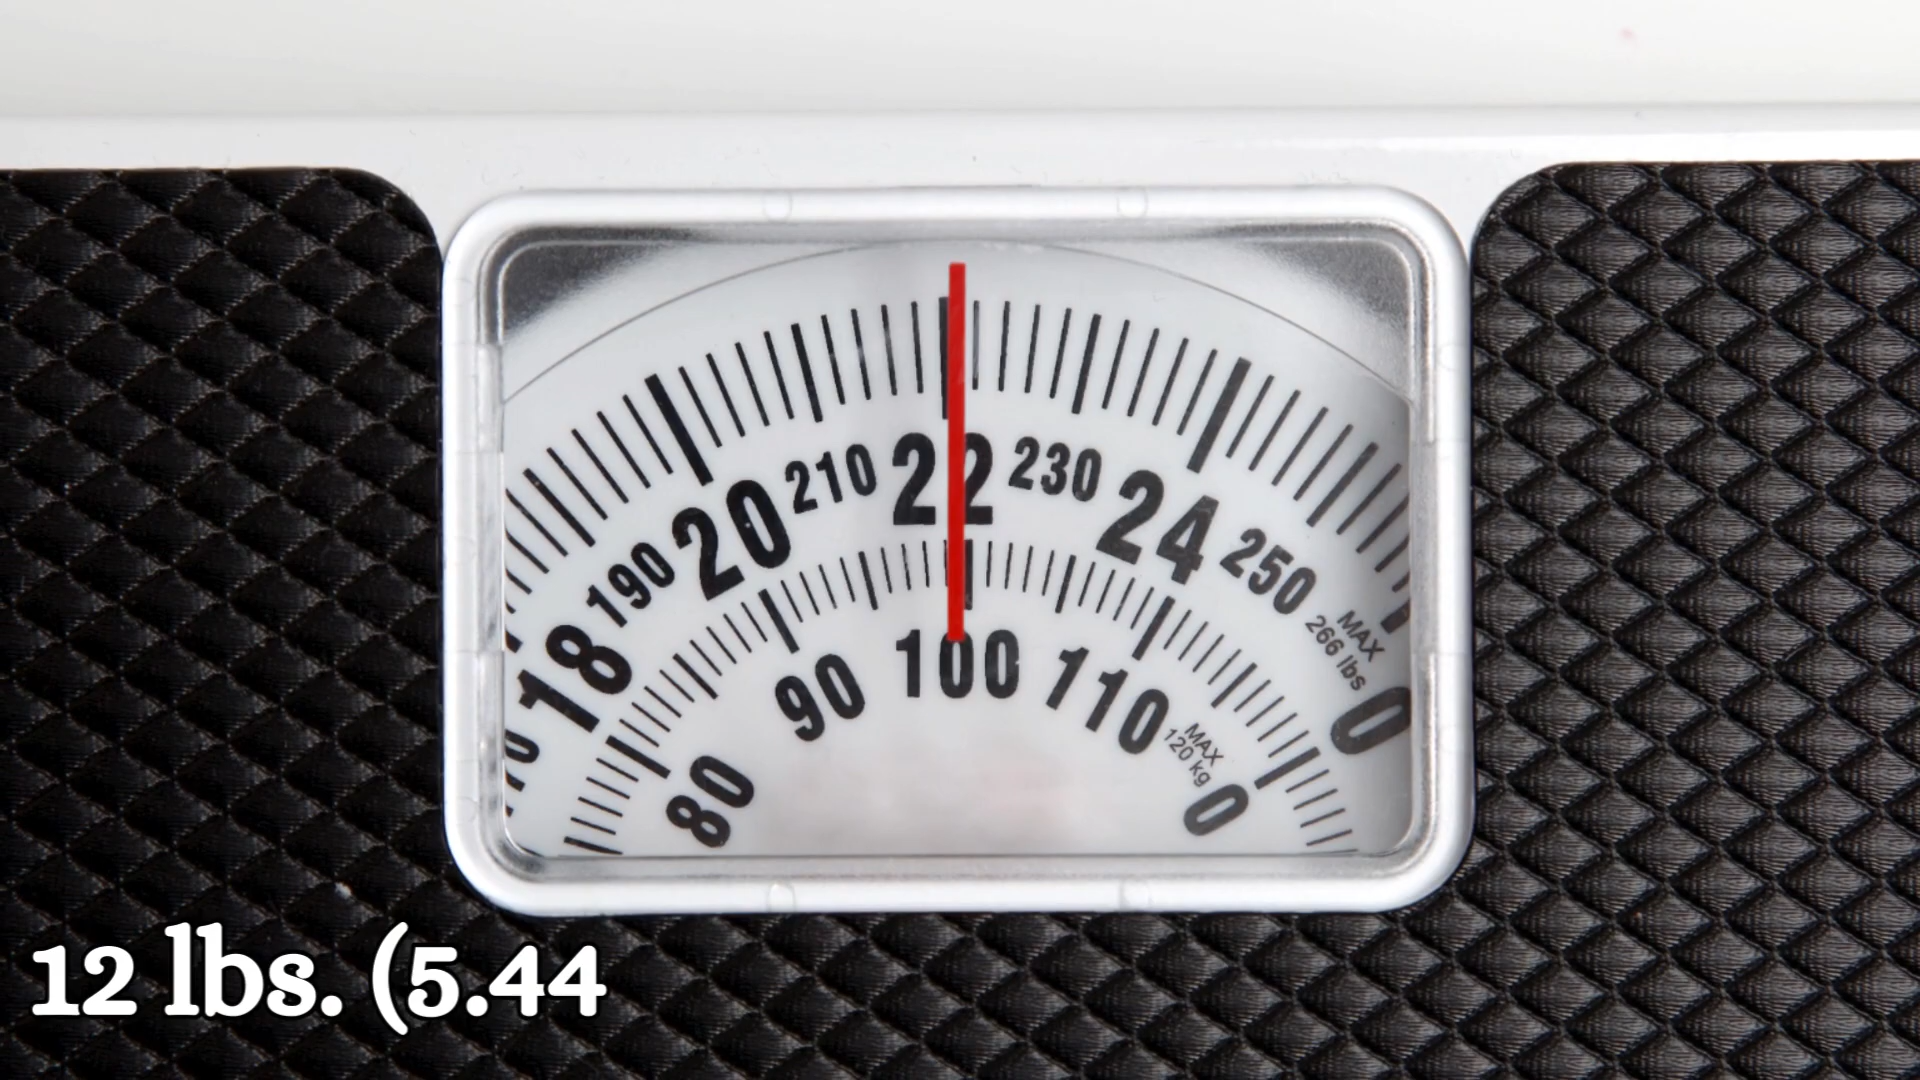 20 210 22 230 24
18 190 250
MAX
266 lbs
0
80 90 100 110
MAX
120 kg
0
12 lbs. (5.44